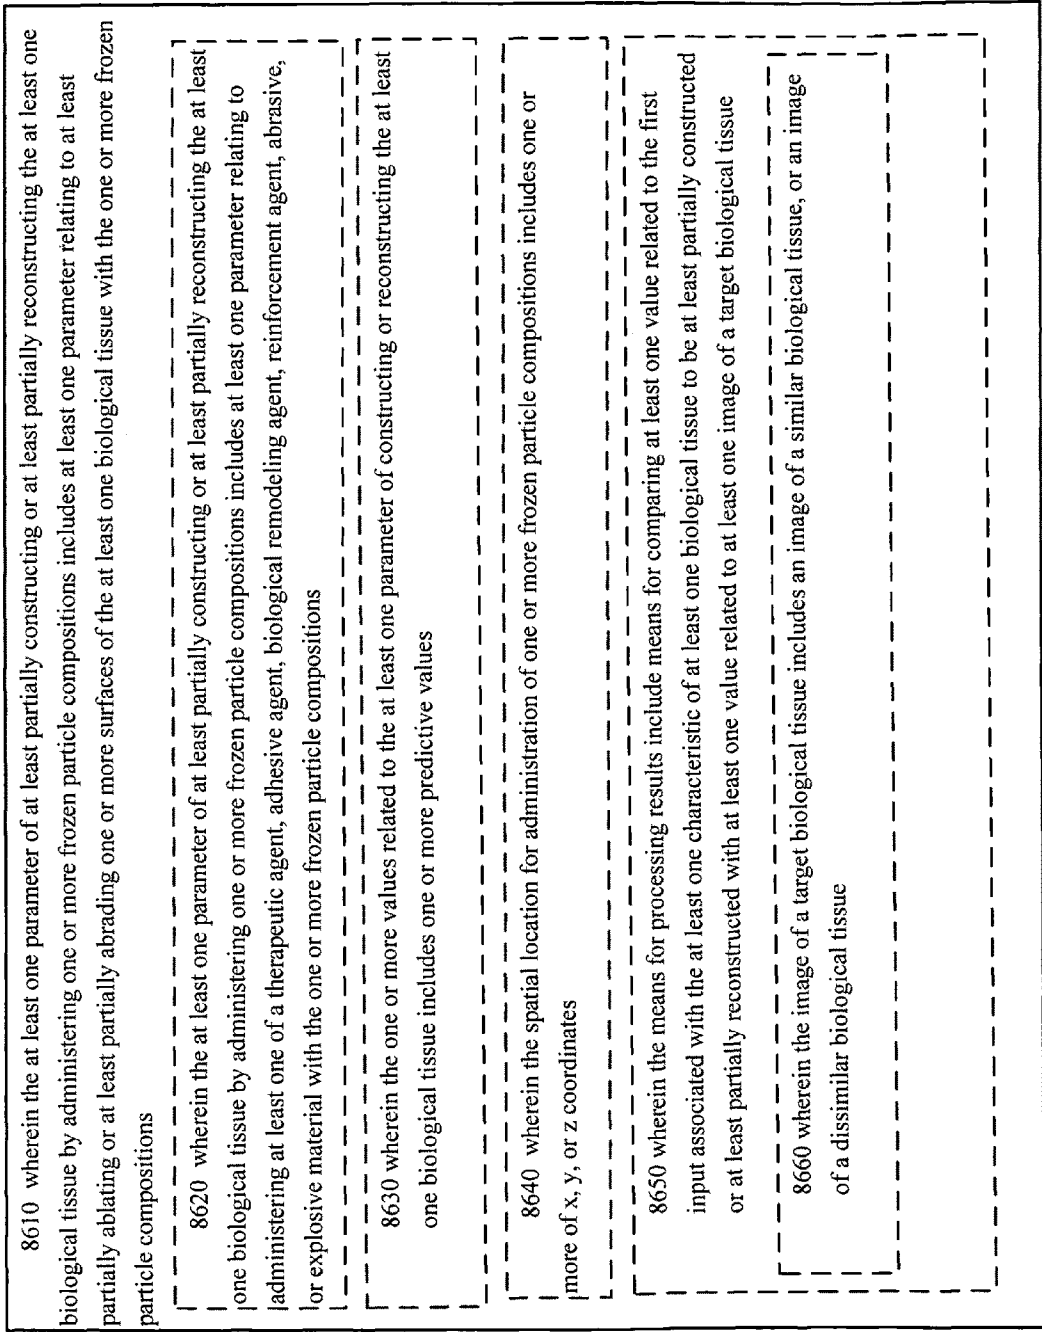 8610 wherein the at least one parameter of at least partially constructing or at least partially reconstructing the at least one
biological tissue by administering one or more frozen particle compositions includes at least one parameter relating to at least
partially ablating or at least partially abrading one or more surfaces of the at least one biological tissue with the one or more frozen
particle compositions
8620 wherein the at least one parameter of at least partially constructing or at least partially reconstructing the at least
one biological tissue by administering one or more frozen particle compositions includes at least one parameter relating to
administering at least one of a therapeutic agent, adhesive agent, biological remodeling agent, reinforcement agent, abrasive,
or explosive material with the one or more frozen particle compositions
8630 wherein the one or more values related to the at least one parameter of constructing or reconstructing the at least
one biological tissue includes one or more predictive values
8640 wherein the spatial location for administration of one or more frozen particle compositions includes one or
more of x, y, or z coordinates
8650 wherein the means for processing results include means for comparing at least one value related to the first
input associated with the at least one characteristic of at least one biological tissue to be at least partially constructed
or at least partially reconstructed with at least one value related to at least one image of a target biological tissue
8660 wherein the image of a target biological tissue includes an image of a similar biological tissue, or an image
of a dissimilar biological tissue